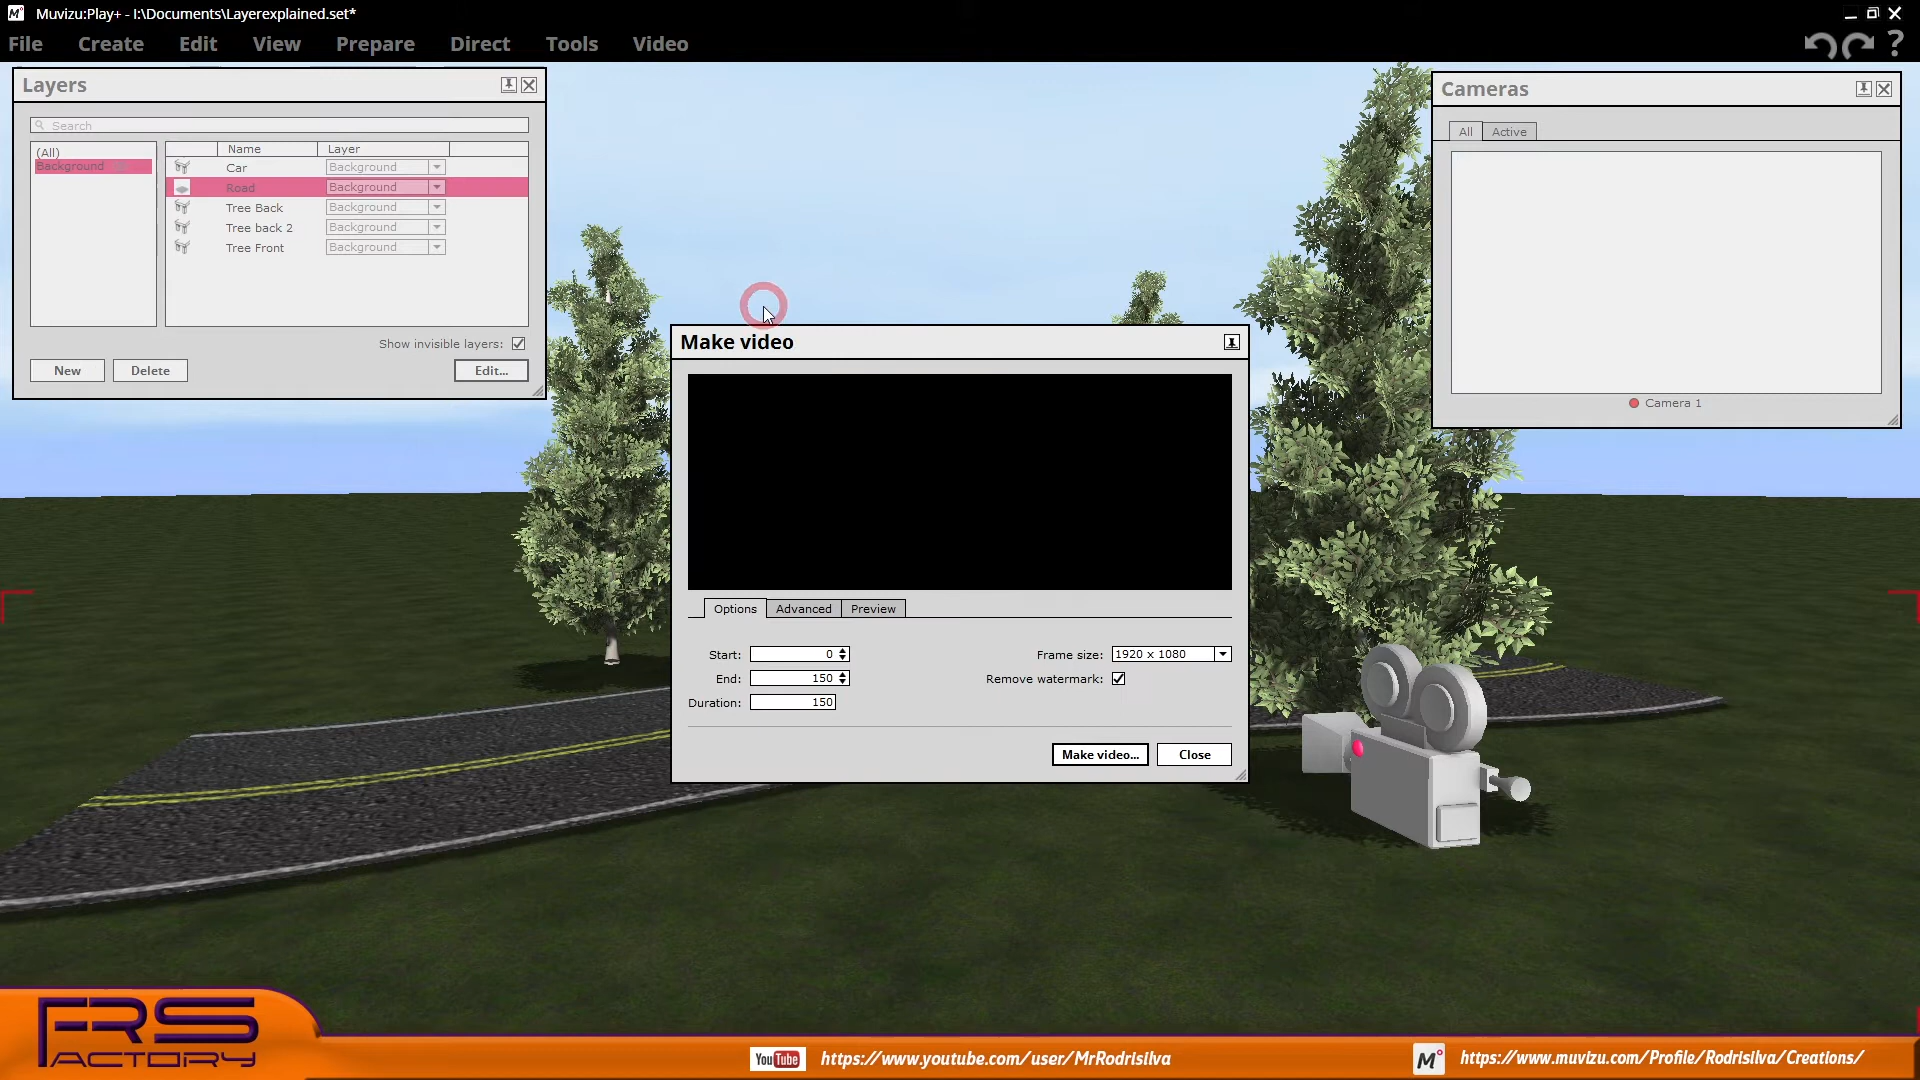 Muvizu:Play+ - I:\Documents\Layerexplained.set*
File Create Edit View Prepare Direct Tools Video
Layers
Search
(All)
Background
Name Layer
Car Background
Road Background
Tree Back Background
Tree back 2 Background
Tree Front Background
Show invisible layers:
New Delete Edit...
Cameras
All Active
Camera 1
Make video
Options Advanced Preview
Start: 0
End: 150
Duration: 150
Frame size: 1920 x 1080
Remove watermark:
Make video... Close
FRS
FACTORY
YouTube https://www.youtube.com/user/MrRodrisilva
M https://www.muvizu.com/Profile/Rodrisilva/Creations/